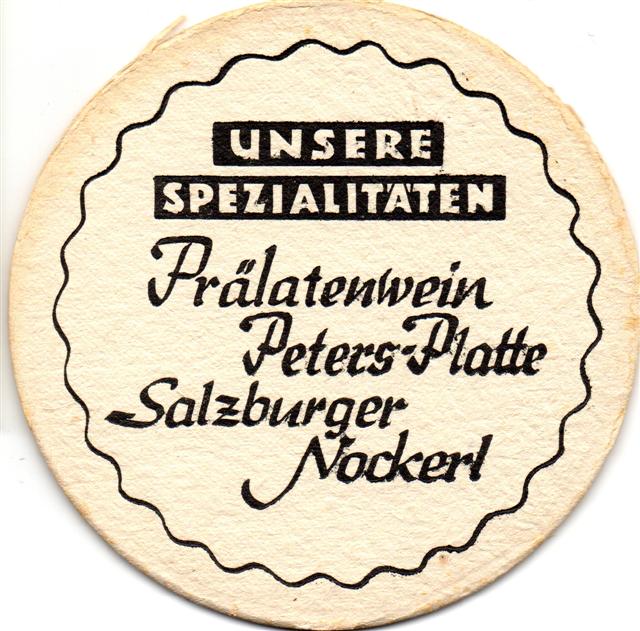 UNSERE
SPEZIALITÄTEN
Prälatenwein
Peters-Platte
Salzburger
Nockerl